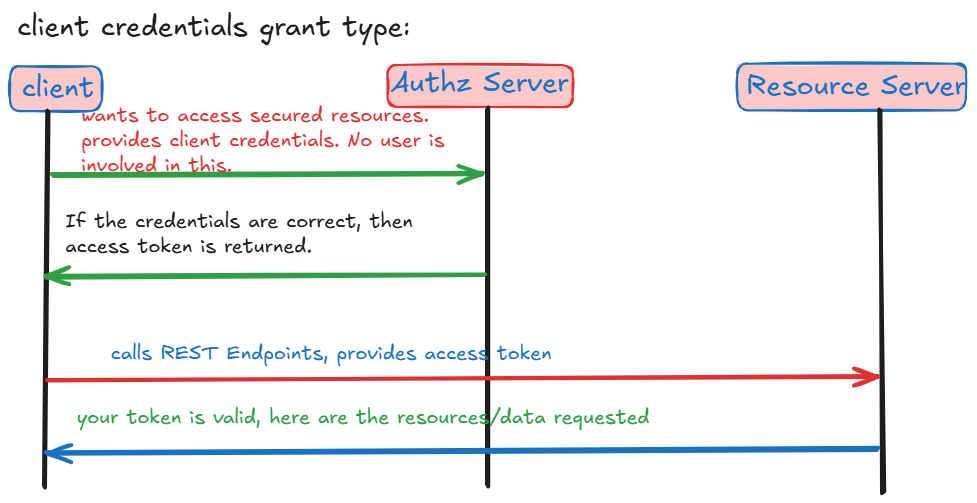 client credentials grant type:
client
Authz Server
Resource Server
wants to access secured resources.
provides client credentials. No user is
involved in this.
If the credentials are correct, then
access token is returned.
calls REST Endpoints, provides access token
your token is valid, here are the resources/data requested